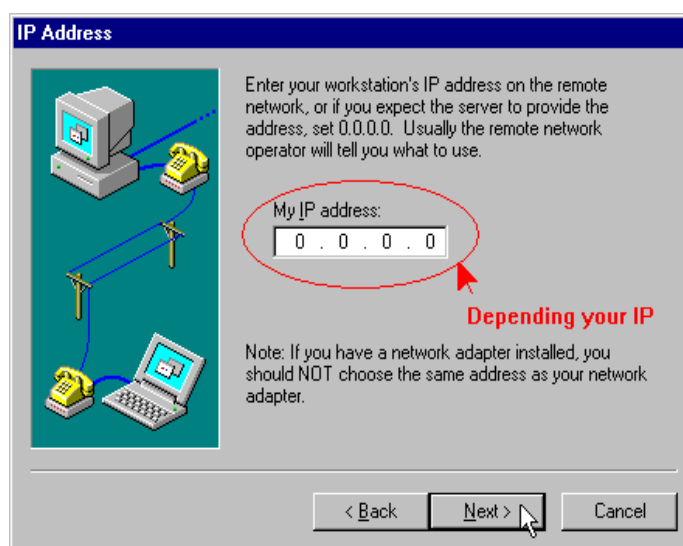 IP Address
Enter your workstation's IP address on the remote
network, or if you expect the server to provide the
address, set 0.0.0.0.  Usually the remote network
operator will tell you what to use.
My IP address:
0 . 0 . 0 . 0
Depending your IP
Note: If you have a network adapter installed, you
should NOT choose the same address as your network
adapter.
< Back
Next >
Cancel